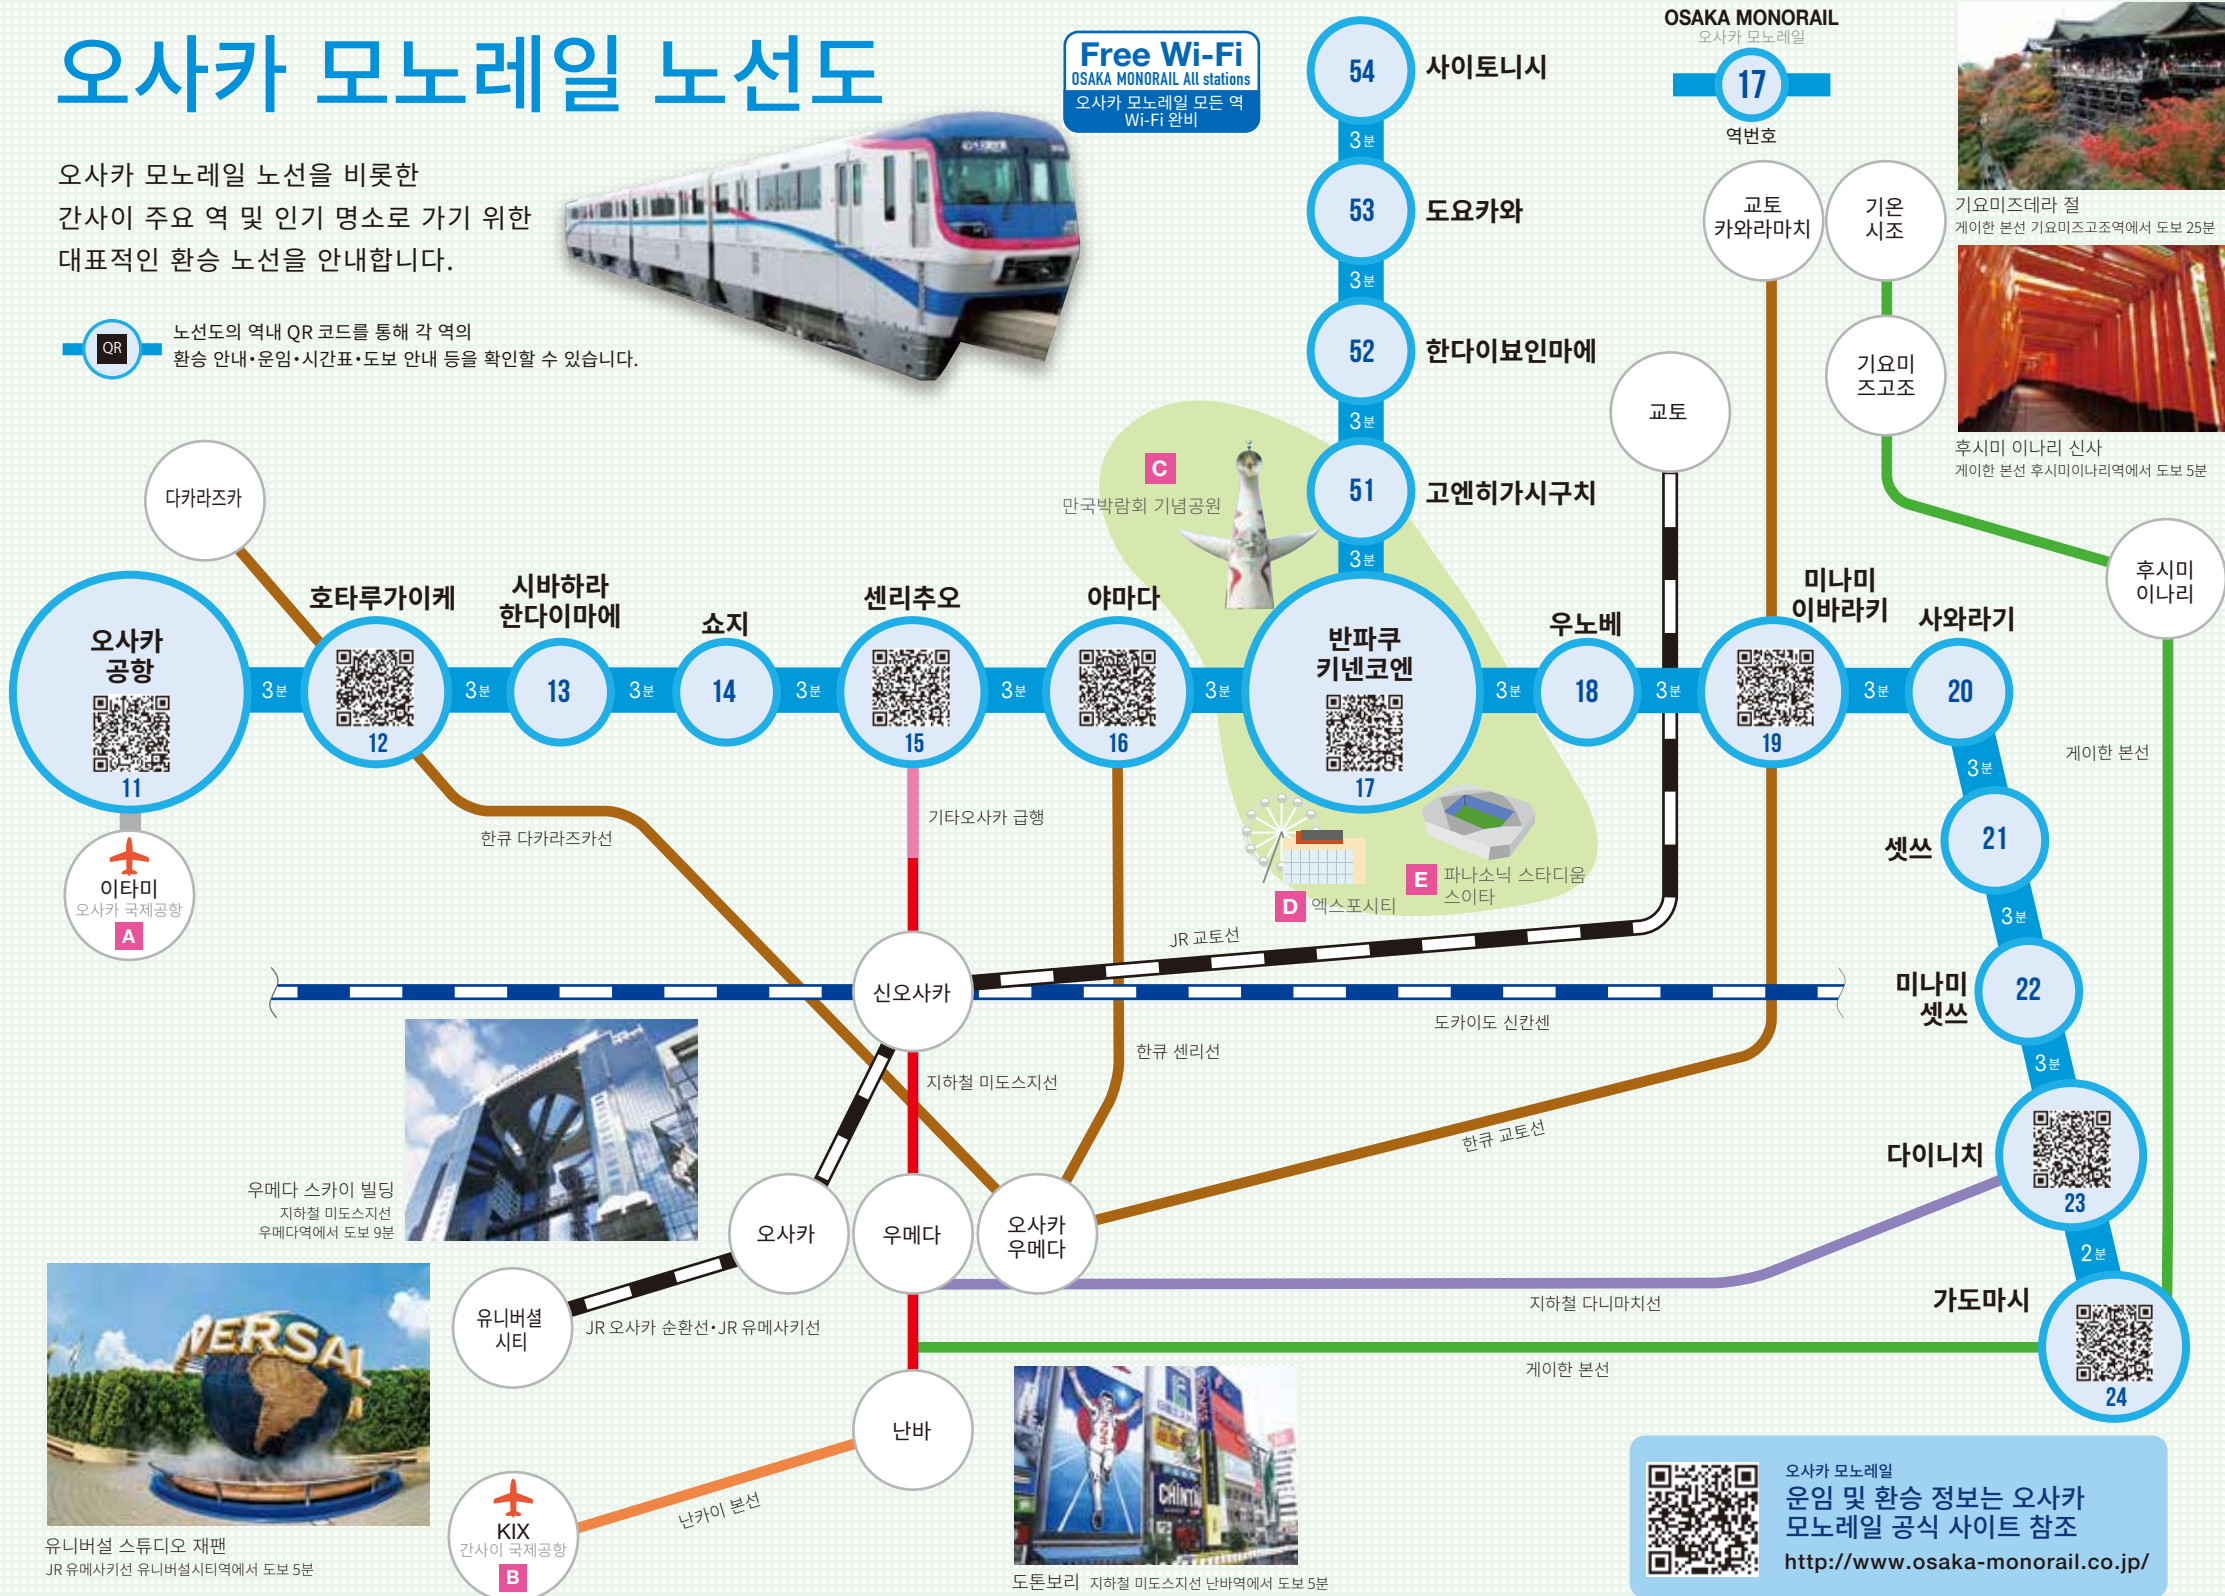 오사카 모노레일 노선도
오사카 모노레일 노선을 비롯한
간사이 주요 역 및 인기 명소로 가기 위한
대표적인 환승 노선을 안내합니다.
QR
노선도의 역내 QR 코드를 통해 각 역의
환승 안내•운임•시간표•도보 안내 등을 확인할 수 있습니다.
Free Wi-Fi
OSAKA MONORAIL All stations
오사카 모노레일 모든 역
Wi-Fi 완비
OSAKA MONORAIL
오사카 모노레일
17
역번호
54
사이토니시
3분
53
도요카와
3분
52
한다이뵤인마에
3분
51
고엔히가시구치
3분
교토
카와라마치
기온
시조
기요미즈데라 절
게이한 본선 기요미즈고조역에서 도보 25분
기요미
즈고조
교토
후시미 이나리 신사
게이한 본선 후시미이나리역에서 도보 5분
후시미
이나리
C
만국박람회 기념공원
다카라즈카
오사카
공항
11
3분
호타루가이케
12
3분
시바하라
한다이마에
13
3분
쇼지
14
3분
센리추오
15
3분
야마다
16
3분
반파쿠
키넨코엔
17
3분
우노베
18
3분
미나미
이바라키
19
3분
사와라기
20
3분
셋쓰
21
3분
미나미
셋쓰
22
3분
다이니치
23
2분
가도마시
24
게이한 본선
이타미
오사카 국제공항
A
한큐 다카라즈카선
기타오사카 급행
D
엑스포시티
E
파나소닉 스타디움
스이타
JR 교토선
신오사카
도카이도 신칸센
한큐 센리선
지하철 미도스지선
한큐 교토선
우메다 스카이 빌딩
지하철 미도스지선
우메다역에서 도보 9분
오사카
우메다
오사카
우메다
유니버셜
시티
JR 오사카 순환선•JR 유메사키선
지하철 다니마치선
게이한 본선
난바
난카이 본선
KIX
간사이 국제공항
B
VERSAL
유니버설 스튜디오 재팬
JR 유메사키선 유니버설시티역에서 도보 5분
도톤보리 지하철 미도스지선 난바역에서 도보 5분
오사카 모노레일
운임 및 환승 정보는 오사카
모노레일 공식 사이트 참조
http://www.osaka-monorail.co.jp/